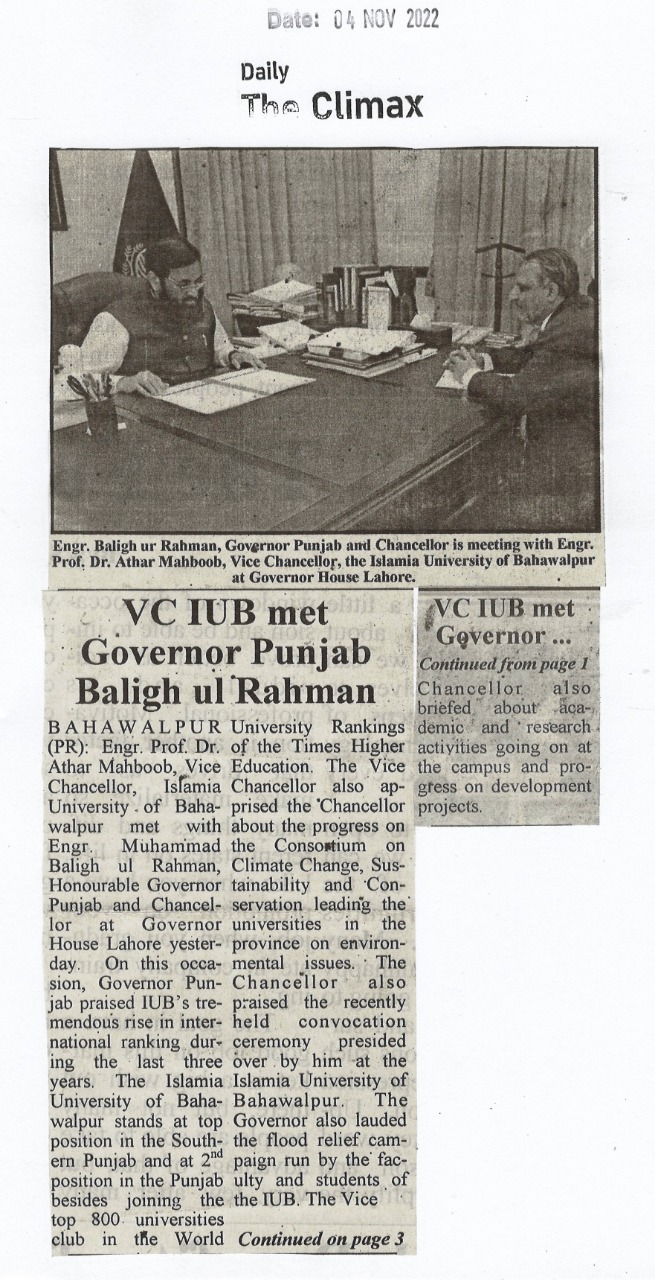 Date: 04 NOV 2022
Daily
The Climax
Engr. Baligh ur Rahman, Governor Punjab and Chancellor is meeting with Engr.
Prof. Dr. Athar Mahboob, Vice Chancellor, the Islamia University of Bahawalpur
at Governor House Lahore.
VC IUB met
Governor Punjab
Baligh ul Rahman
BAHAWALPUR
(PR): Engr. Prof. Dr.
Athar Mahboob, Vice
Chancellor, Islamia
University of Baha-
walpur met with
Engr. Muhammad
Baligh ul Rahman,
Honourable Governor
Punjab and Chancel-
lor at Governor
House Lahore yester-
day. On this occa-
sion, Governor Pun-
jab praised IUB's tre-
mendous rise in inter-
national ranking dur-
ing the last three
years. The Islamia
University of Baha-
walpur stands at top
position in the South-
ern Punjab and at 2nd
position in the Punjab
besides joining the
top 800 universities
club in the World
University Rankings
of the Times Higher
Education. The Vice
Chancellor also ap-
prised the Chancellor
about the progress on
the Consortium on
Climate Change, Sus-
tainability and Con-
servation leading the
universities in the
province on environ-
mental issues. The
Chancellor also
praised the recently
held convocation
ceremony presided
over by him at the
Islamia University of
Bahawalpur. The
Governor also lauded
the flood relief cam-
paign run by the fac-
ulty and students of
the IUB. The Vice
Continued on page 3
VC IUB met
Governor ...
Continued from page 1
Chancellor also
briefed about aca-
demic and research
activities going on at
the campus and pro-
gress on development
projects.